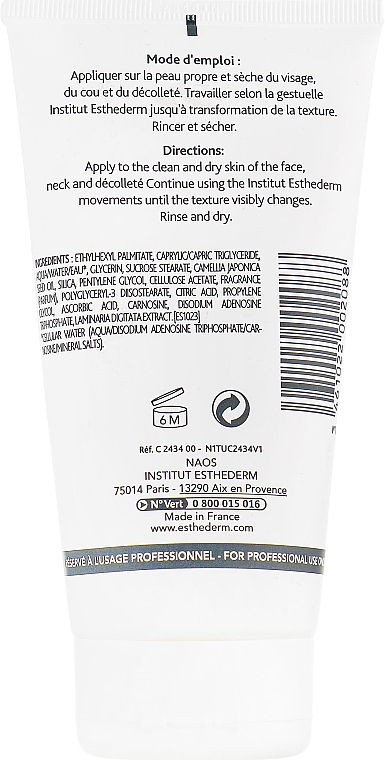 Mode d'emploi :
Appliquer sur la peau propre et sèche du visage,
du cou et du décolleté. Travailler selon la gestuelle
Institut Esthederm jusqu'à transformation de la texture.
Rincer et sécher.
Directions:
Apply to the clean and dry skin of the face,
neck and décolleté Continue using the Institut Esthederm
movements until the texture visibly changes.
Rinse and dry.
INGREDIENTS : ETHYLHEXYL PALMITATE, CAPRYLIC/CAPRIC TRIGLYCERIDE,
AQUA/WATER/EAU*, GLYCERIN, SUCROSE STEARATE, CAMELLIA JAPONICA
SEED OIL, SILICA, PENTYLENE GLYCOL, CELLULOSE ACETATE, FRAGRANCE
(PARFUM), POLYGLYCERYL-3 DIISOSTEARATE, CITRIC ACID, PROPYLENE
GLYCOL, ASCORBIC ACID, CARNOSINE, DISODIUM ADENOSINE
TRIPHOSPHATE, LAMINARIA DIGITATA EXTRACT. [ES1023]
CELLULAR WATER (AQUA/DISODIUM ADENOSINE TRIPHOSPHATE/CAR-
NOSINE/MINERAL SALTS).
461022 002088
6 M
Réf. C 2434 00 - N1TUC2434V1
NAOS
INSTITUT ESTHEDERM
75014 Paris - 13290 Aix en Provence
N° Vert 0 800 015 016
Made in France
www.esthederm.com
RÉSERVÉ À L'USAGE PROFESSIONNEL - FOR PROFESSIONAL USE ONLY